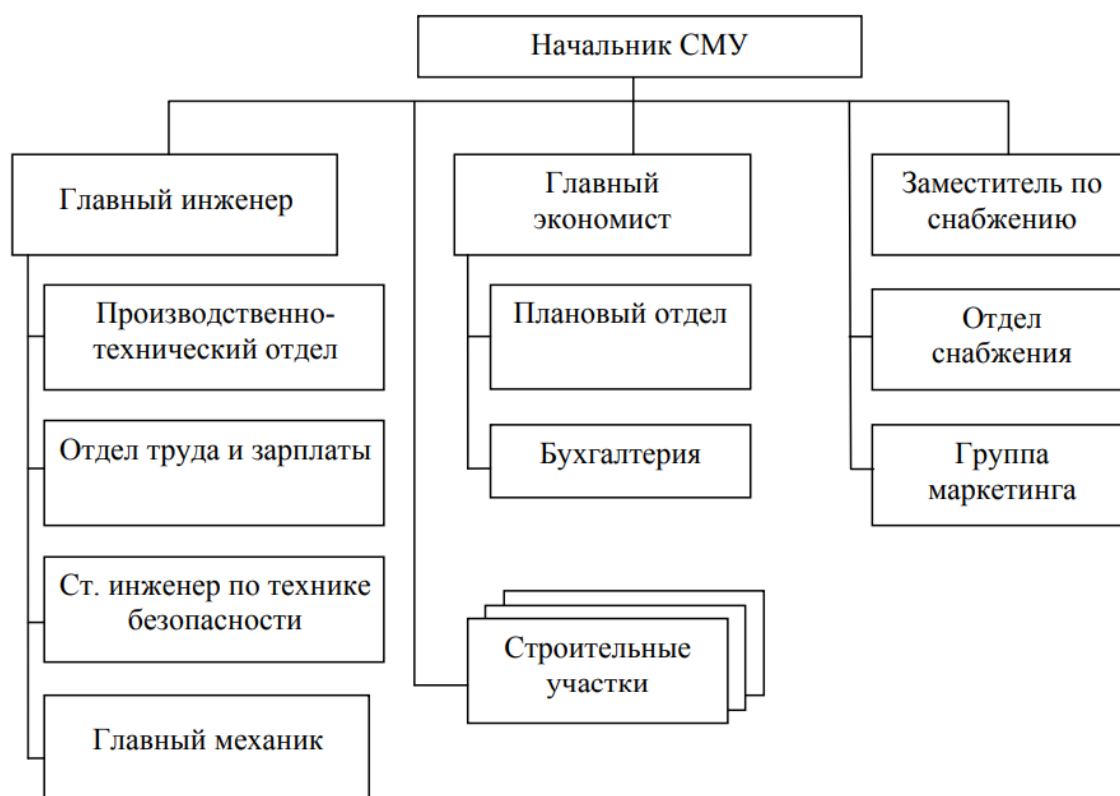 Начальник СМУ
Главный инженер
Главный
экономист
Заместитель по
снабжению
Производственно-
технический отдел
Плановый отдел
Отдел
снабжения
Отдел труда и зарплаты
Бухгалтерия
Группа
маркетинга
Ст. инженер по технике
безопасности
Строительные
участки
Главный механик